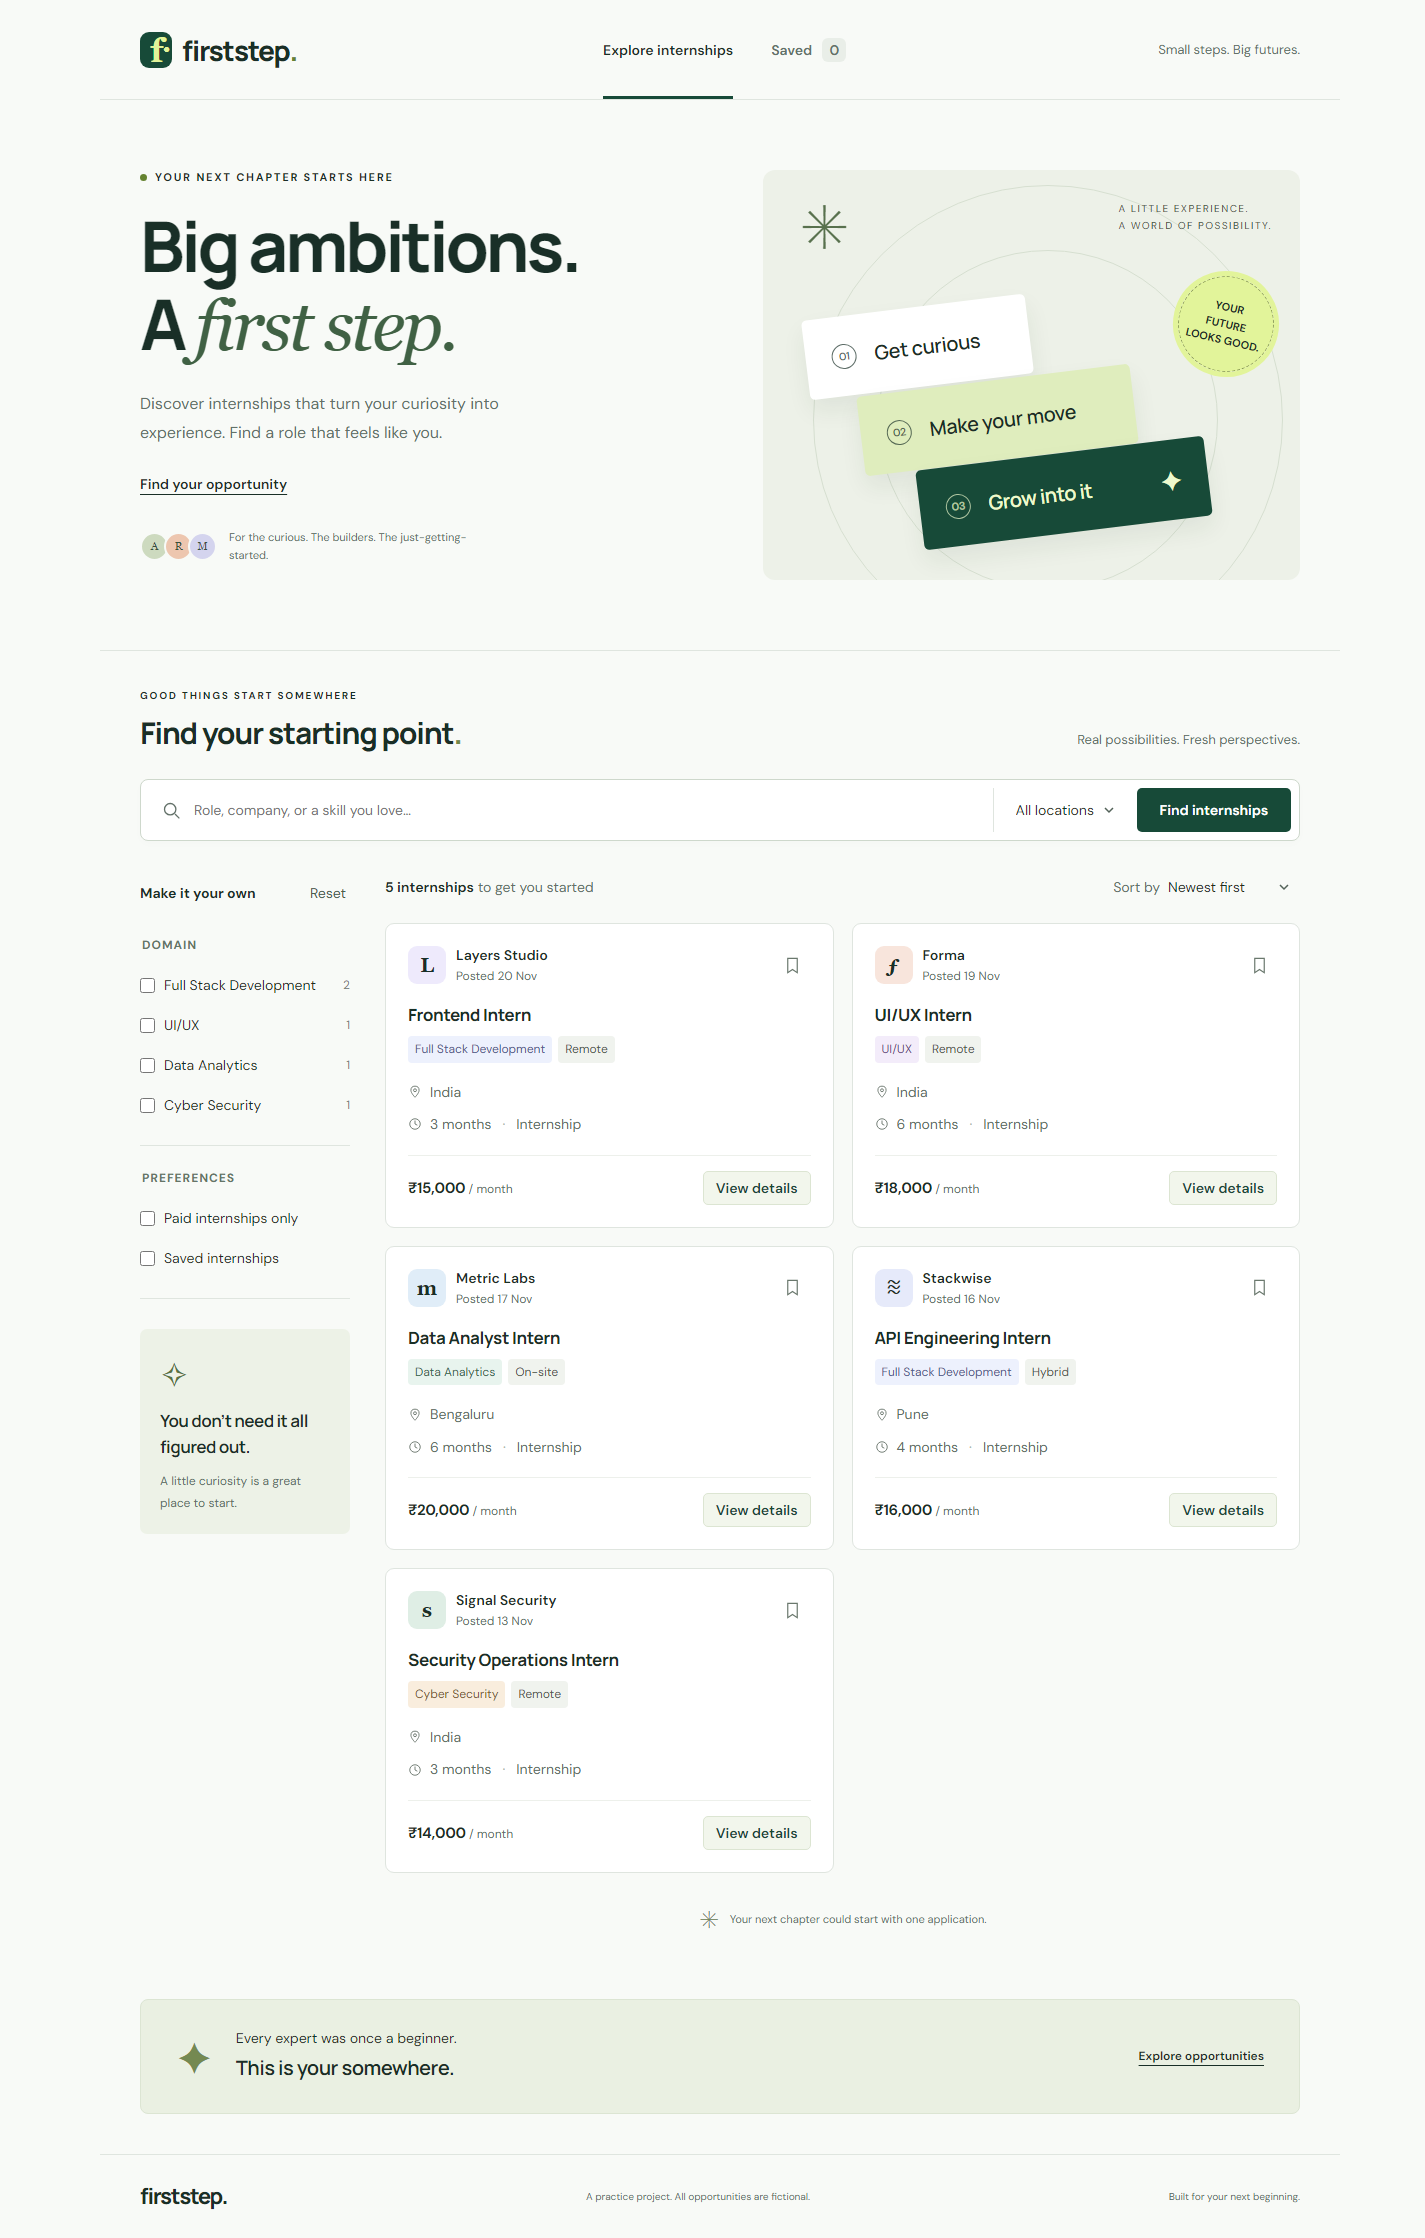 f firststep.
Explore internships
Saved 0
Small steps. Big futures.
YOUR NEXT CHAPTER STARTS HERE
Big ambitions.
A first step.
Discover internships that turn your curiosity into
experience. Find a role that feels like you.
Find your opportunity
A R M
For the curious. The builders. The just-getting-
started.
A LITTLE EXPERIENCE.
A WORLD OF POSSIBILITY.
YOUR
FUTURE
LOOKS GOOD.
01 Get curious
02 Make your move
03 Grow into it
GOOD THINGS START SOMEWHERE
Find your starting point.
Real possibilities. Fresh perspectives.
Role, company, or a skill you love...
All locations
Find internships
Make it your own
Reset
DOMAIN
Full Stack Development 2
UI/UX 1
Data Analytics 1
Cyber Security 1
PREFERENCES
Paid internships only
Saved internships
You don't need it all
figured out.
A little curiosity is a great
place to start.
5 internships to get you started
Sort by Newest first
L
Layers Studio
Posted 20 Nov
Frontend Intern
Full Stack Development Remote
India
3 months · Internship
₹15,000 / month
View details
ƒ
Forma
Posted 19 Nov
UI/UX Intern
UI/UX Remote
India
6 months · Internship
₹18,000 / month
View details
m
Metric Labs
Posted 17 Nov
Data Analyst Intern
Data Analytics On-site
Bengaluru
6 months · Internship
₹20,000 / month
View details
Stackwise
Posted 16 Nov
API Engineering Intern
Full Stack Development Hybrid
Pune
4 months · Internship
₹16,000 / month
View details
s
Signal Security
Posted 13 Nov
Security Operations Intern
Cyber Security Remote
India
3 months · Internship
₹14,000 / month
View details
Your next chapter could start with one application.
Every expert was once a beginner.
This is your somewhere.
Explore opportunities
firststep.
A practice project. All opportunities are fictional.
Built for your next beginning.